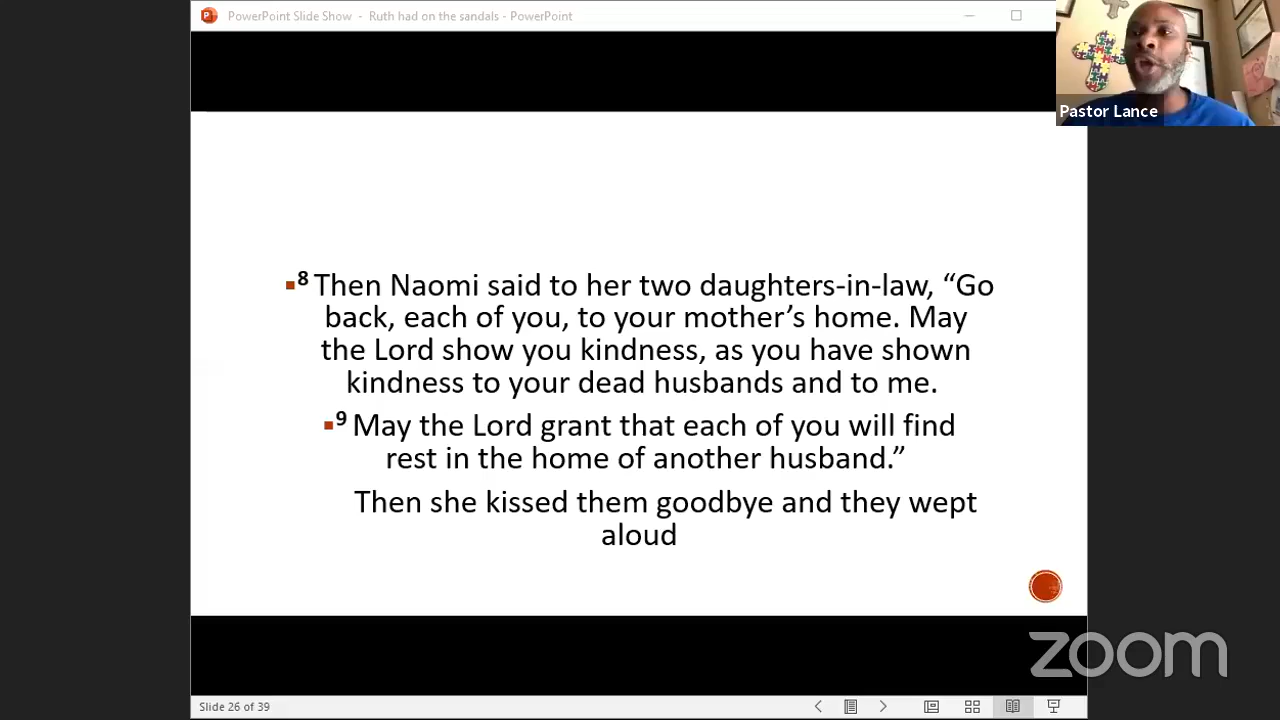 PowerPoint Slide Show - Ruth had on the sandals - PowerPoint
Pastor Lance
8 Then Naomi said to her two daughters-in-law, “Go
back, each of you, to your mother’s home. May
the Lord show you kindness, as you have shown
kindness to your dead husbands and to me.
9 May the Lord grant that each of you will find
rest in the home of another husband.”
Then she kissed them goodbye and they wept
aloud
zoom
Slide 26 of 39